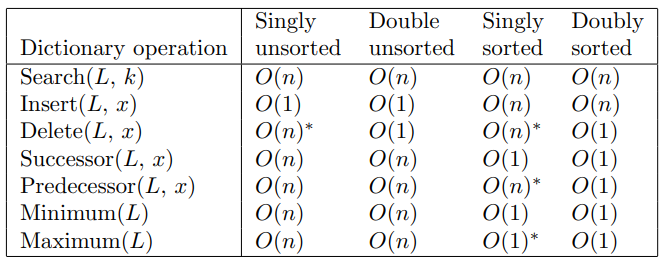 Singly Double Singly Doubly
Dictionary operation unsorted unsorted sorted sorted
Search(L, k) O(n) O(n) O(n) O(n)
Insert(L, x) O(1) O(1) O(n) O(n)
Delete(L, x) O(n)* O(1) O(n)* O(1)
Successor(L, x) O(n) O(n) O(1) O(1)
Predecessor(L, x) O(n) O(n) O(n)* O(1)
Minimum(L) O(n) O(n) O(1) O(1)
Maximum(L) O(n) O(n) O(1)* O(1)